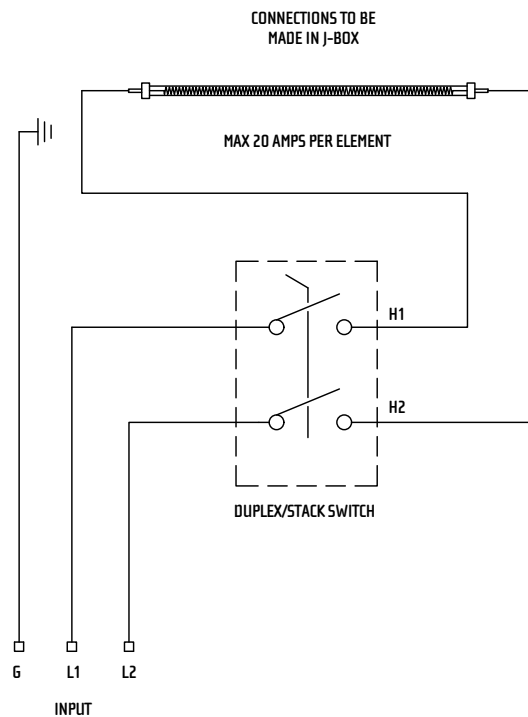 CONNECTIONS TO BE
MADE IN J-BOX
MAX 20 AMPS PER ELEMENT
H1
H2
DUPLEX/STACK SWITCH
G
L1
L2
INPUT